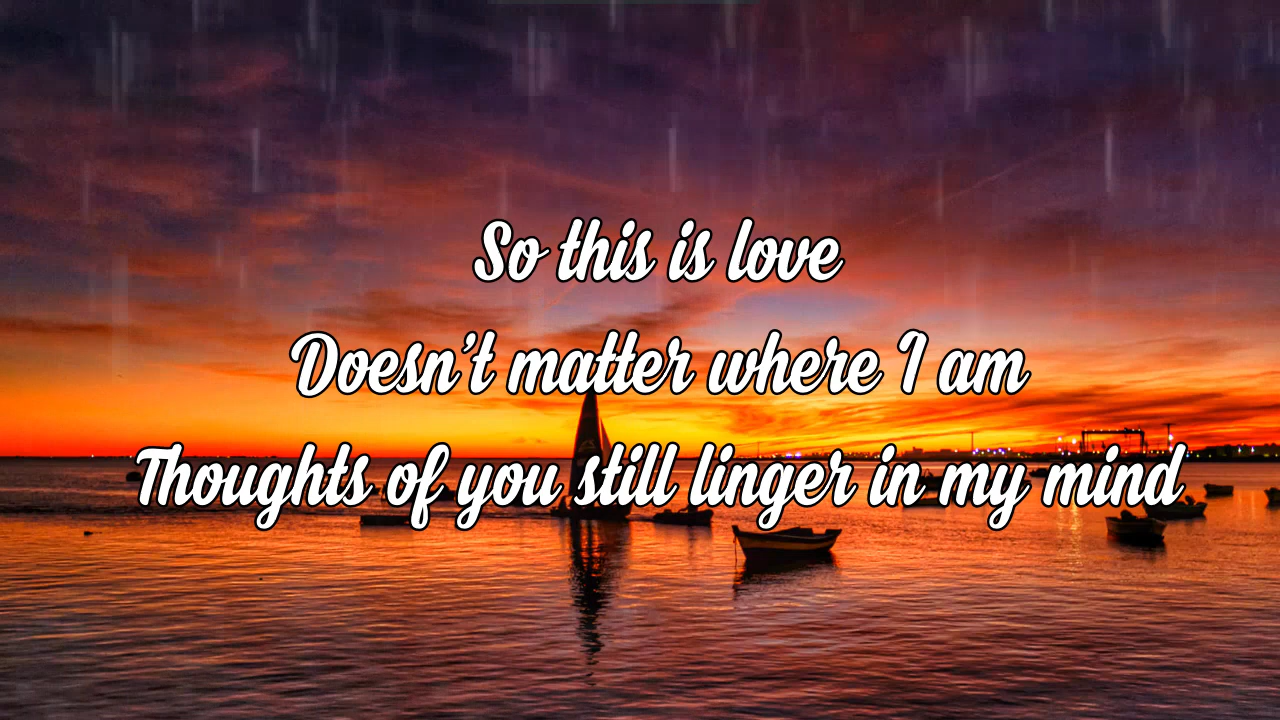 So this is love
Doesn't matter where I am
Thoughts of you still linger in my mind